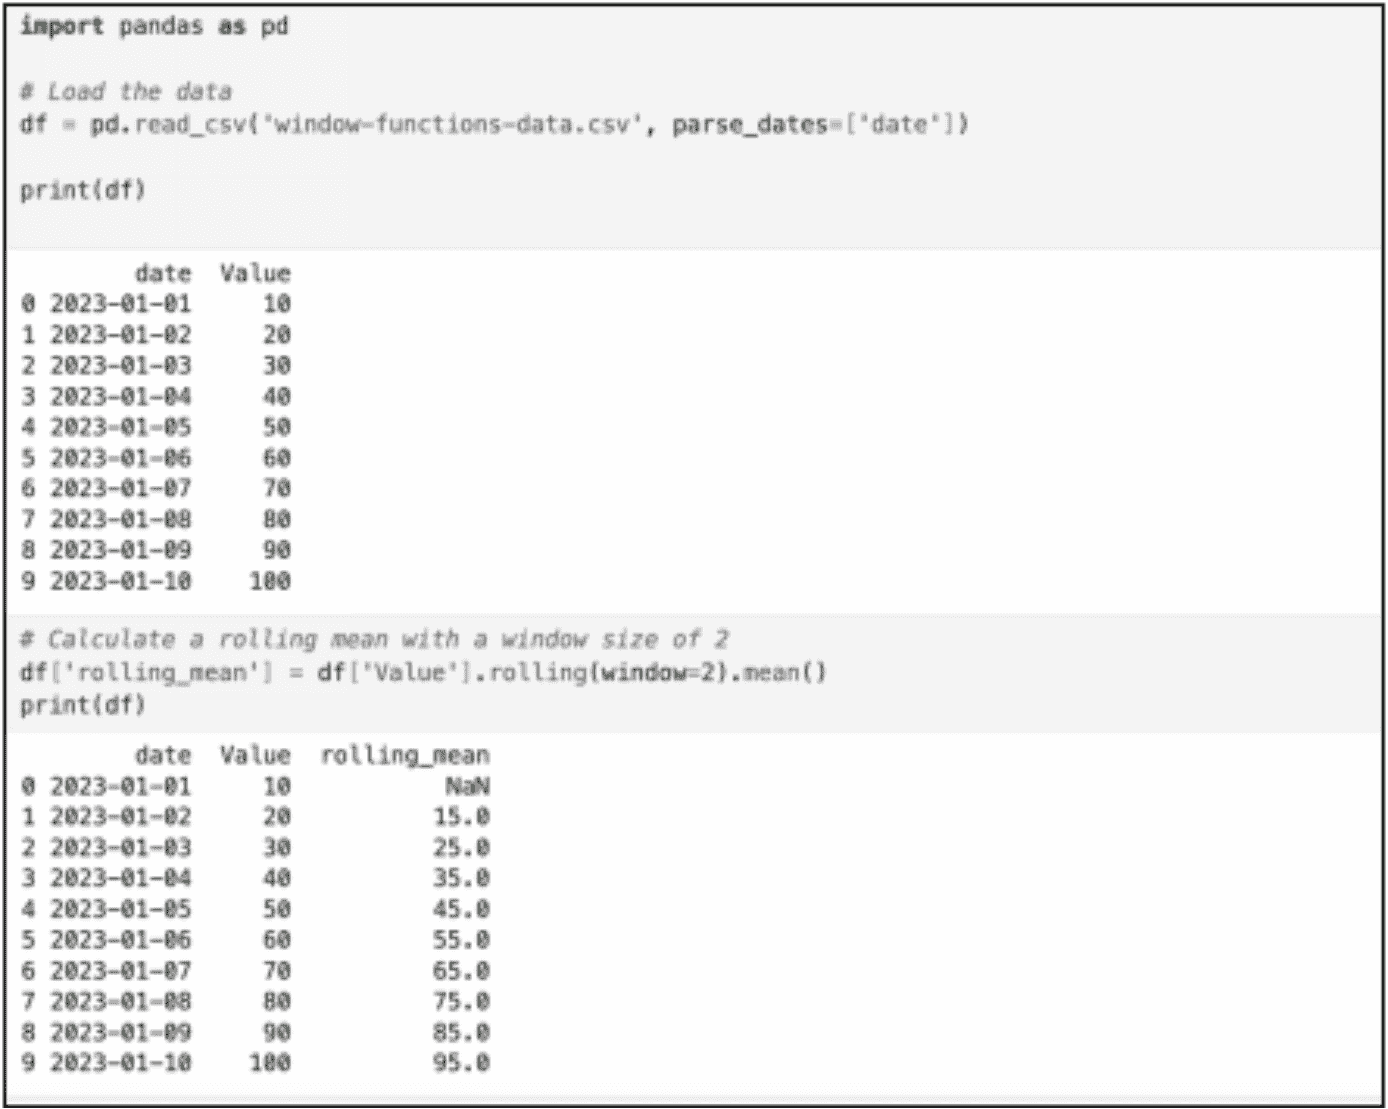 import pandas as pd
# Load the data
df = pd.read_csv('window-functions-data.csv', parse_dates=['date'])
print(df)
date Value
0 2023-01-01 10
1 2023-01-02 20
2 2023-01-03 30
3 2023-01-04 40
4 2023-01-05 50
5 2023-01-06 60
6 2023-01-07 70
7 2023-01-08 80
8 2023-01-09 90
9 2023-01-10 100
# Calculate a rolling mean with a window size of 2
df['rolling_mean'] = df['Value'].rolling(window=2).mean()
print(df)
date Value rolling_mean
0 2023-01-01 10 NaN
1 2023-01-02 20 15.0
2 2023-01-03 30 25.0
3 2023-01-04 40 35.0
4 2023-01-05 50 45.0
5 2023-01-06 60 55.0
6 2023-01-07 70 65.0
7 2023-01-08 80 75.0
8 2023-01-09 90 85.0
9 2023-01-10 100 95.0